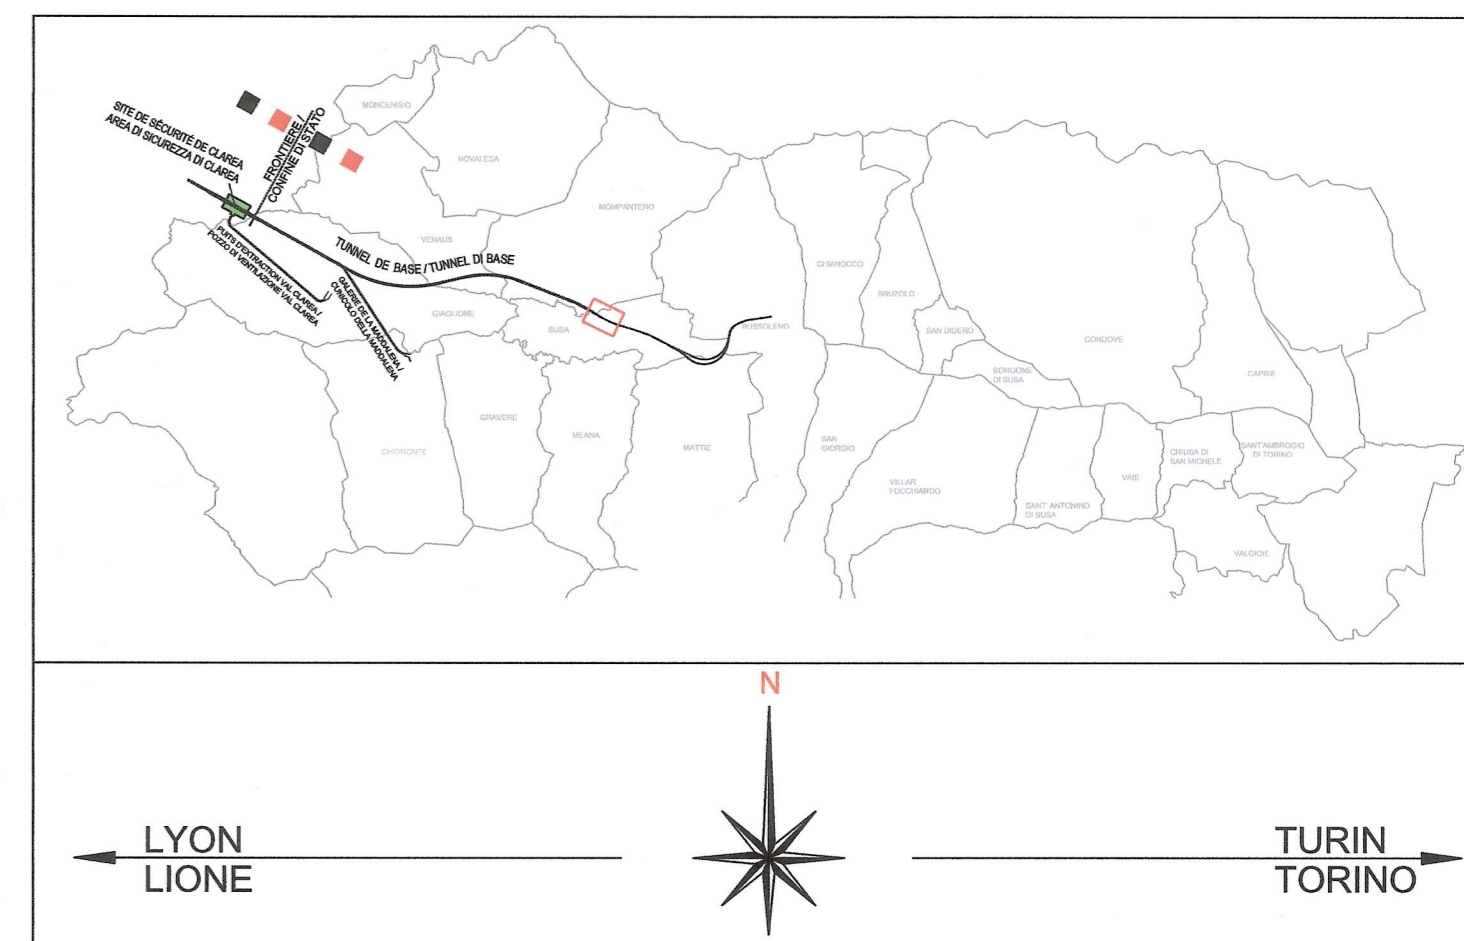 MONCENISIO
SITE DE SÉCURITÉ DE CLAREA
AREA DI SICUREZZA DI CLAREA
FRONTIERE /
CONFINE DI STATO
NOVALESA
MOMPANTERO
VENAUS
TUNNEL DE BASE/TUNNEL DI BASE
PUITS D'EXTRACTION VAL CLAREA /
POZZO DI VENTILAZIONE VAL CLAREA
GALERIE DE LA MADDALENA /
CUNICOLO DELLA MADDALENA
CHIANOCCO
BRUZOLO
GIAGLIONE
SUSA
BUSSOLENO
SAN DIDERO
CONDOVE
BORGONE
DI SUSA
CAPRIE
CHIOMONTE
GRAVERE
MEANA
MATTIE
SAN
GIORGIO
VILLAR
FOCCHIARDO
SANT' ANTONINO
DI SUSA
VAIE
CHIUSA DI
SAN MICHELE
SANT'AMBROGIO
DI TORINO
VALGIOIE
N
LYON
LIONE
TURIN
TORINO